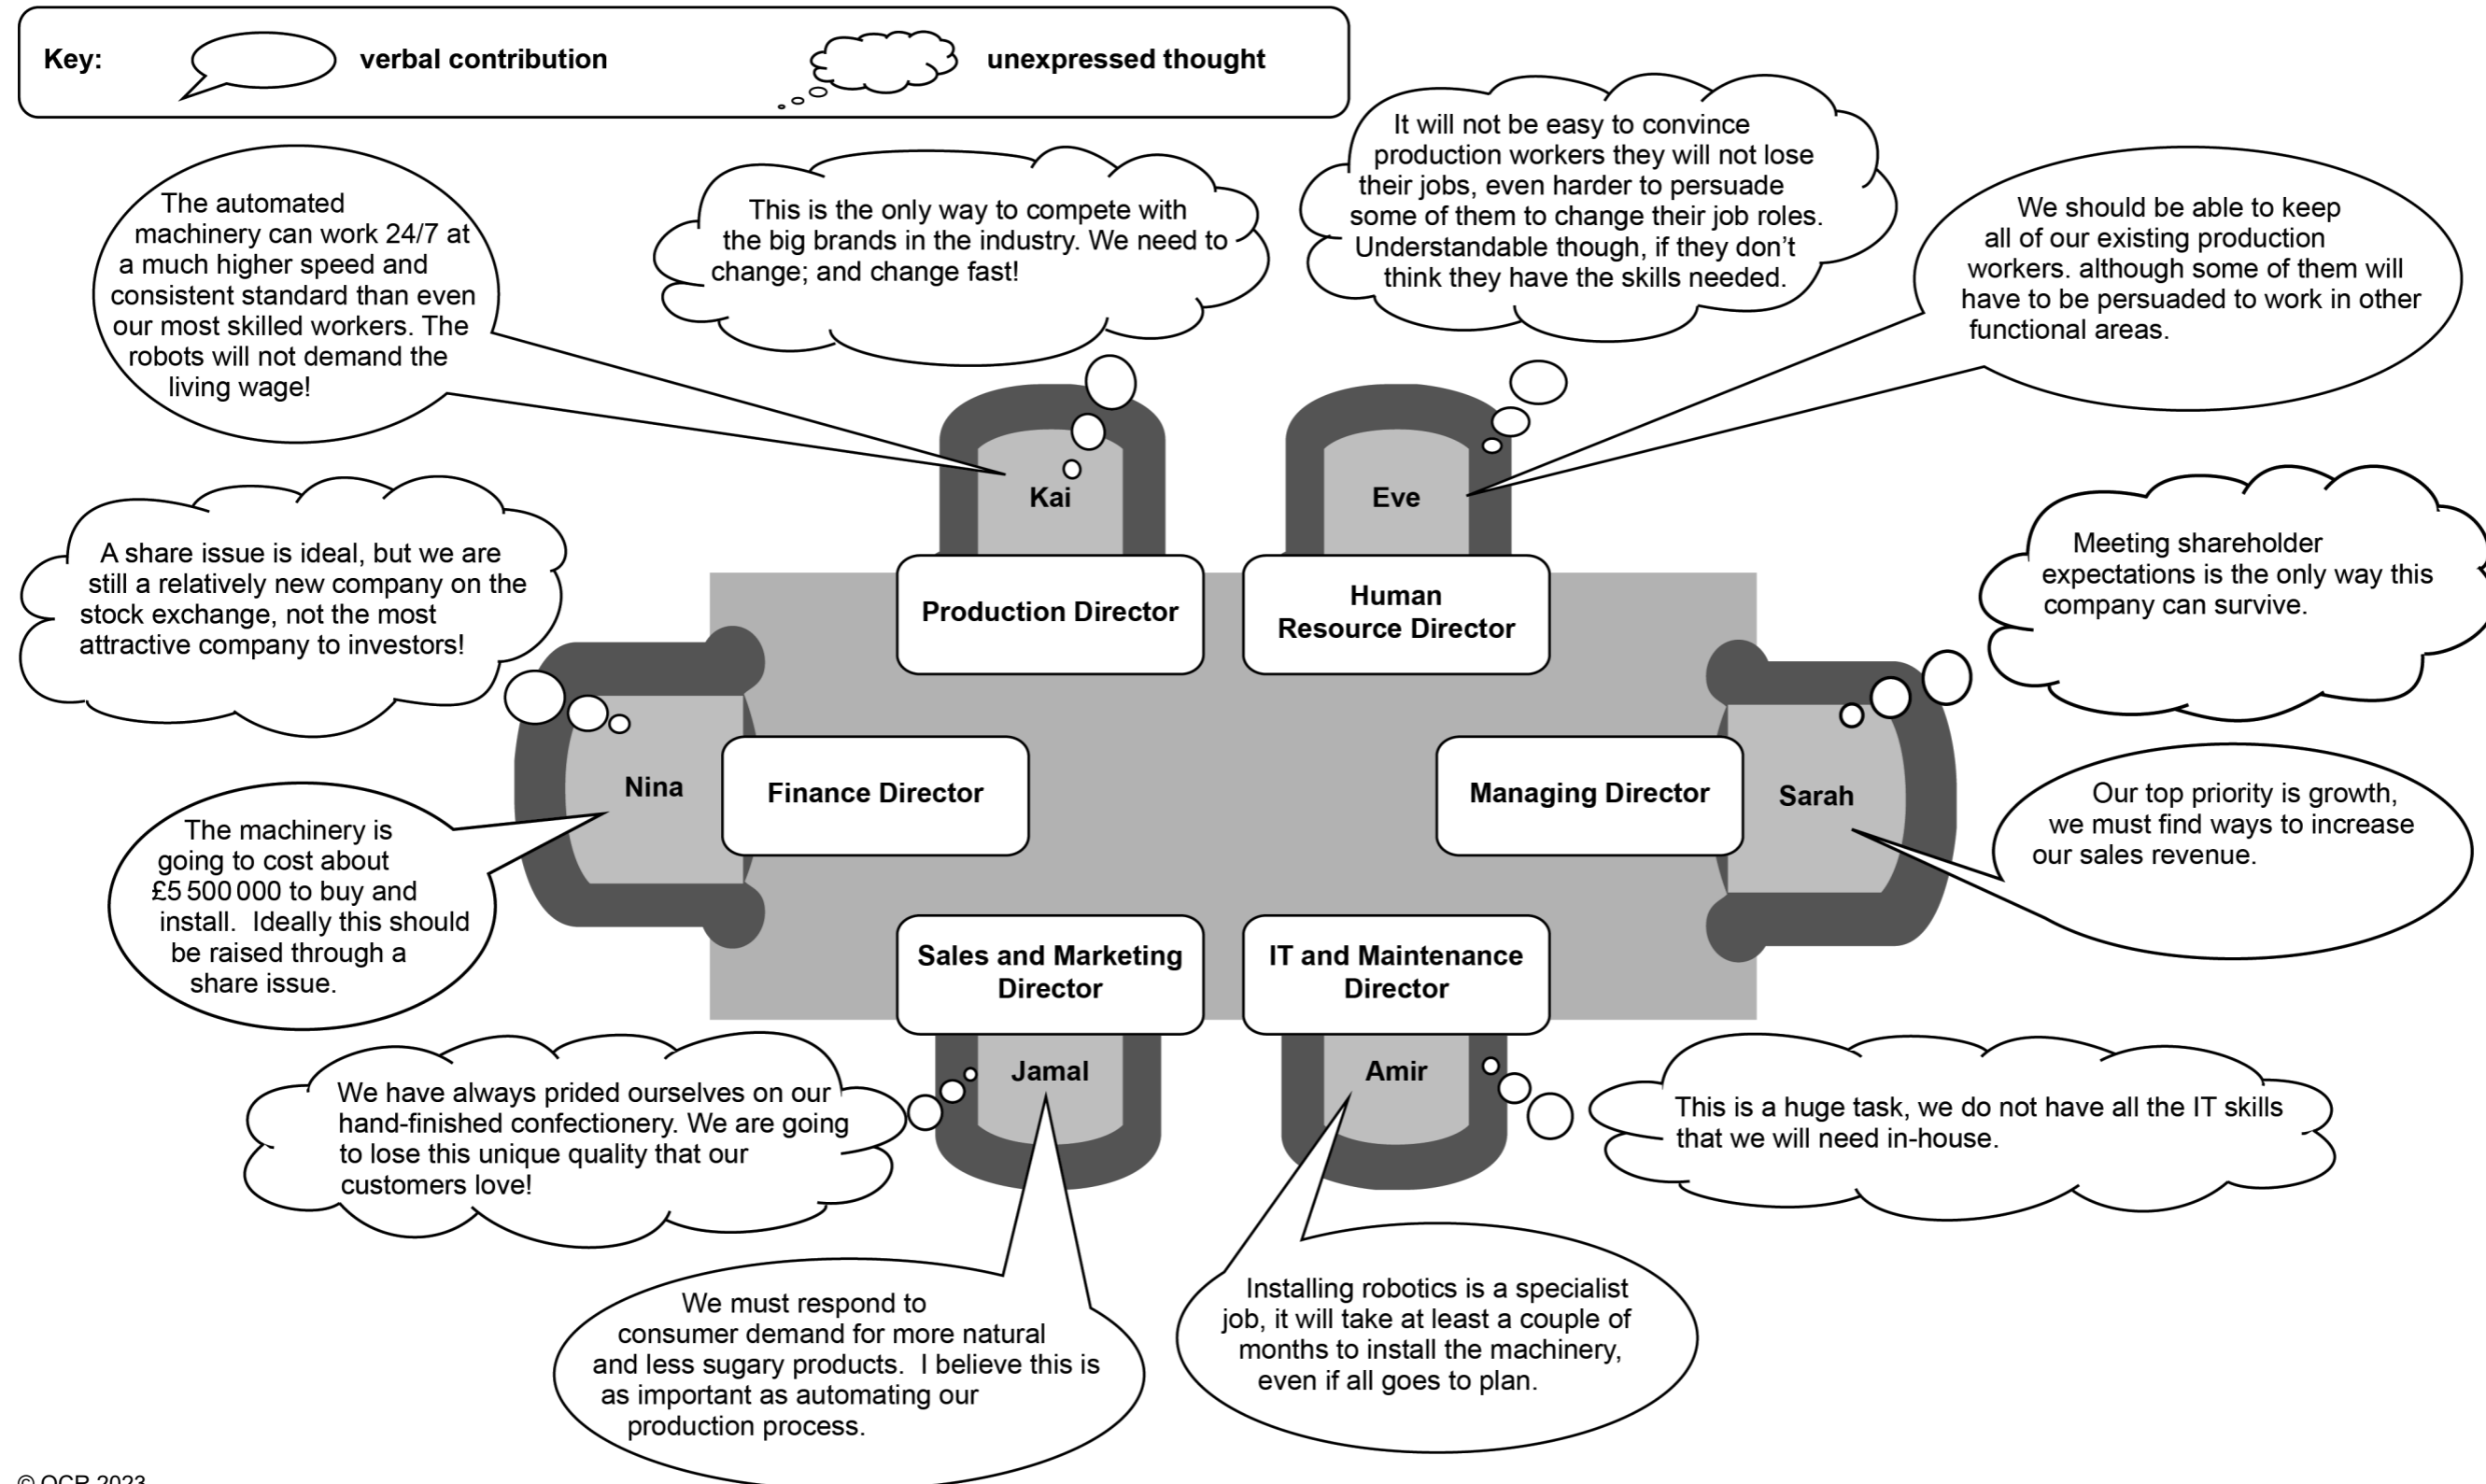 Key:
verbal contribution
unexpressed thought
The automated
machinery can work 24/7 at
a much higher speed and
consistent standard than even
our most skilled workers. The
robots will not demand the
living wage!
This is the only way to compete with
the big brands in the industry. We need to
change; and change fast!
It will not be easy to convince
production workers they will not lose
their jobs, even harder to persuade
some of them to change their job roles.
Understandable though, if they don't
think they have the skills needed.
We should be able to keep
all of our existing production
workers. although some of them will
have to be persuaded to work in other
functional areas.
Kai
Eve
Production Director
Human
Resource Director
A share issue is ideal, but we are
still a relatively new company on the
stock exchange, not the most
attractive company to investors!
Meeting shareholder
expectations is the only way this
company can survive.
Nina
Finance Director
Managing Director
Sarah
The machinery is
going to cost about
£5 500 000 to buy and
install. Ideally this should
be raised through a
share issue.
Our top priority is growth,
we must find ways to increase
our sales revenue.
Sales and Marketing
Director
IT and Maintenance
Director
Jamal
Amir
We have always prided ourselves on our
hand-finished confectionery. We are going
to lose this unique quality that our
customers love!
This is a huge task, we do not have all the IT skills
that we will need in-house.
We must respond to
consumer demand for more natural
and less sugary products. I believe this is
as important as automating our
production process.
Installing robotics is a specialist
job, it will take at least a couple of
months to install the machinery,
even if all goes to plan.
© OCR 2023